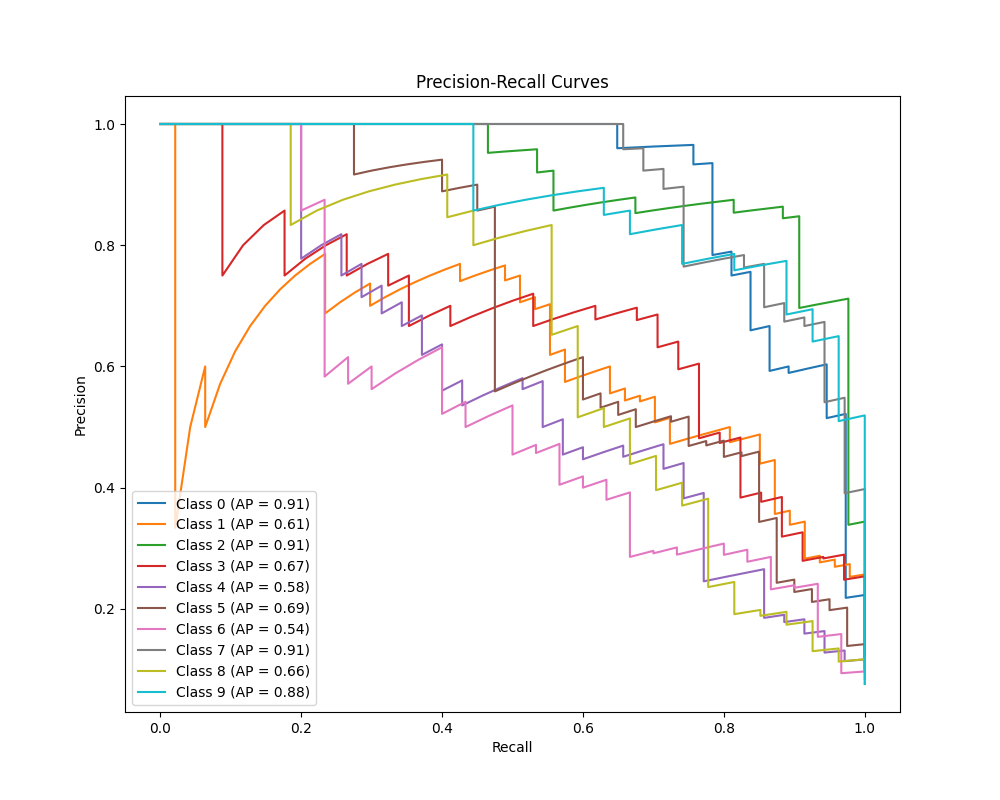 Precision-Recall Curves
Precision
1.0
0.8
0.6
0.4
0.2
Class 0 (AP = 0.91)
Class 1 (AP = 0.61)
Class 2 (AP = 0.91)
Class 3 (AP = 0.67)
Class 4 (AP = 0.58)
Class 5 (AP = 0.69)
Class 6 (AP = 0.54)
Class 7 (AP = 0.91)
Class 8 (AP = 0.66)
Class 9 (AP = 0.88)
0.0 0.2 0.4 0.6 0.8 1.0
Recall